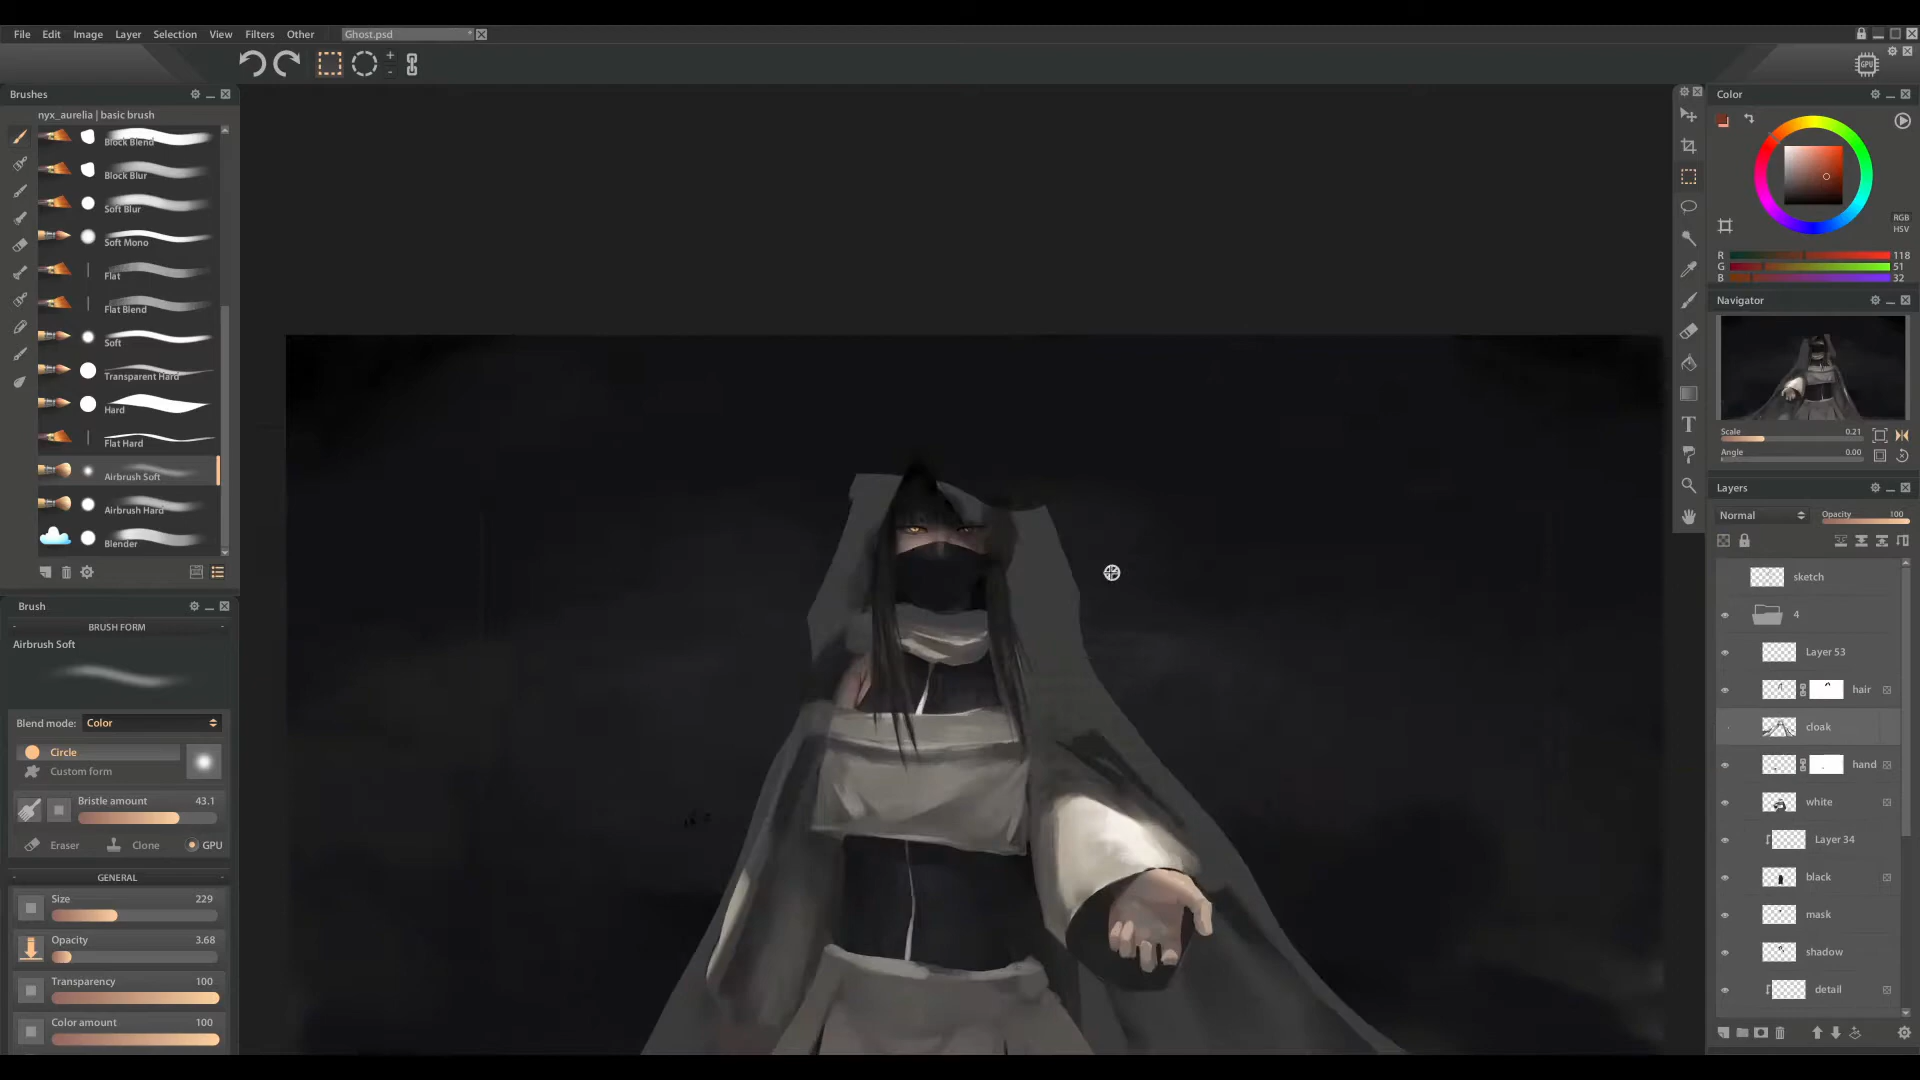 File Edit Image Layer Selection View Filters Other
Ghost.psd *
Brushes
nyx_aurelia | basic brush
Block Blend
Block Blur
Soft Blur
Soft Mono
Flat
Flat Blend
Soft
Transparent Hard
Hard
Flat Hard
Airbrush Soft
Airbrush Hard
Blender
Brush
BRUSH FORM
Airbrush Soft
Blend mode: Color
Circle
Custom form
Bristle amount 43.1
Eraser Clone GPU
GENERAL
Size 229
Opacity 3.68
Transparency 100
Color amount 100
GPU
Color
RGB
HSV
R 118
G 51
B 32
Navigator
Scale 0.21
Angle 0.00
Layers
Normal Opacity 100
sketch
4
Layer 53
hair
cloak
hand
white
Layer 34
black
mask
shadow
detail